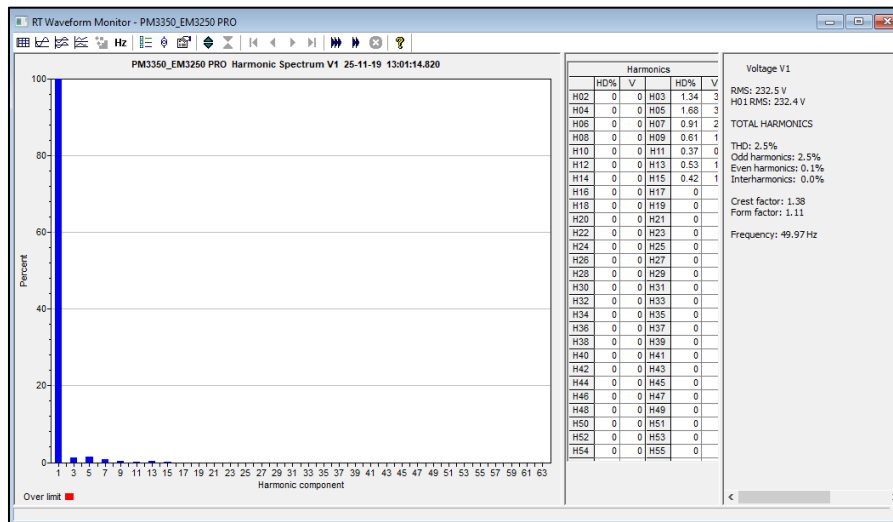 RT Waveform Monitor - PM3350_EM3250 PRO
Hz
?
PM3350_EM3250 PRO Harmonic Spectrum V1 25-11-19 13:01:14.820
100
80
60
40
20
0
Percent
1 3 5 7 9 11 13 15 17 19 21 23 25 27 29 31 33 35 37 39 41 43 45 47 49 51 53 55 57 59 61 63
Harmonic component
Over limit
Harmonics
HD% V HD% V
H02 0 0 H03 1.34 3
H04 0 0 H05 1.68 3
H06 0 0 H07 0.91 2
H08 0 0 H09 0.61 1
H10 0 0 H11 0.37 0
H12 0 0 H13 0.53 1
H14 0 0 H15 0.42 1
H16 0 0 H17 0
H18 0 0 H19 0
H20 0 0 H21 0
H22 0 0 H23 0
H24 0 0 H25 0
H26 0 0 H27 0
H28 0 0 H29 0
H30 0 0 H31 0
H32 0 0 H33 0
H34 0 0 H35 0
H36 0 0 H37 0
H38 0 0 H39 0
H40 0 0 H41 0
H42 0 0 H43 0
H44 0 0 H45 0
H46 0 0 H47 0
H48 0 0 H49 0
H50 0 0 H51 0
H52 0 0 H53 0
H54 0 0 H55 0
Voltage V1
RMS: 232.5 V
H01 RMS: 232.4 V
TOTAL HARMONICS
THD: 2.5%
Odd harmonics: 2.5%
Even harmonics: 0.1%
Interharmonics: 0.0%
Crest factor: 1.38
Form factor: 1.11
Frequency: 49.97 Hz